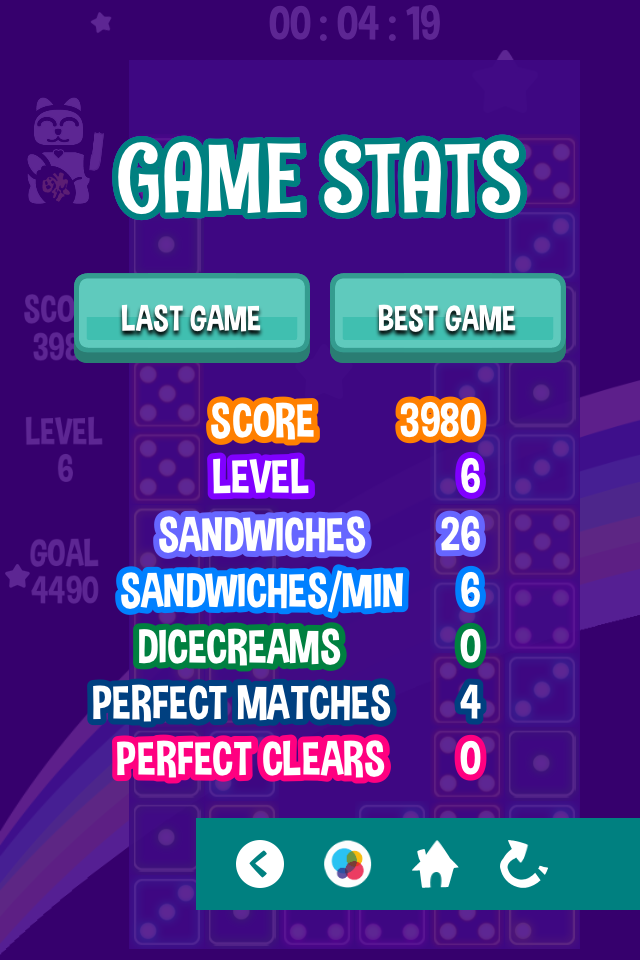 00 : 04 : 19
GAME STATS
LAST GAME
BEST GAME
SCORE 3980
LEVEL 6
SANDWICHES 26
SANDWICHES/MIN 6
DICECREAMS 0
PERFECT MATCHES 4
PERFECT CLEARS 0
SCO
398
LEVEL
6
GOAL
4490